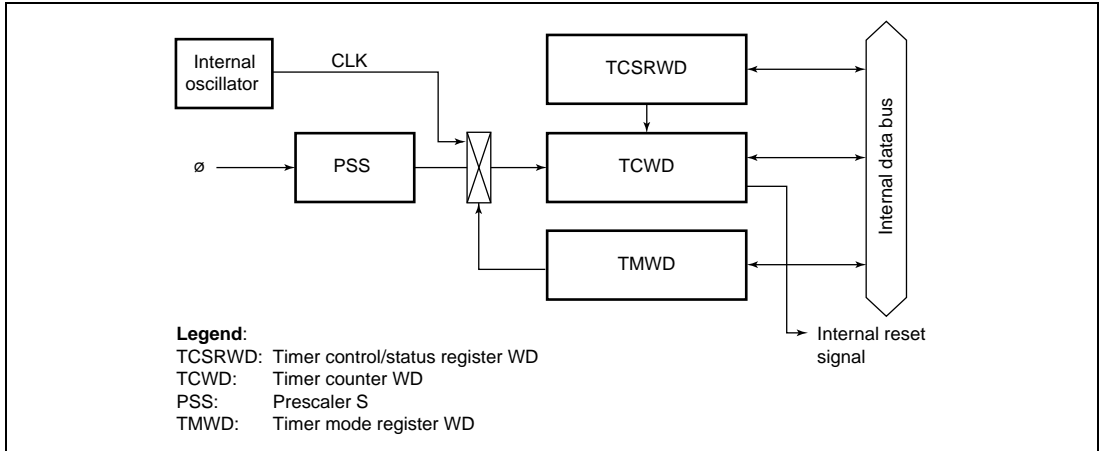 Internal
oscillator
CLK
TCSRWD
ø
PSS
TCWD
TMWD
Internal data bus
Internal reset
signal
Legend:
TCSRWD: Timer control/status register WD
TCWD: Timer counter WD
PSS: Prescaler S
TMWD: Timer mode register WD